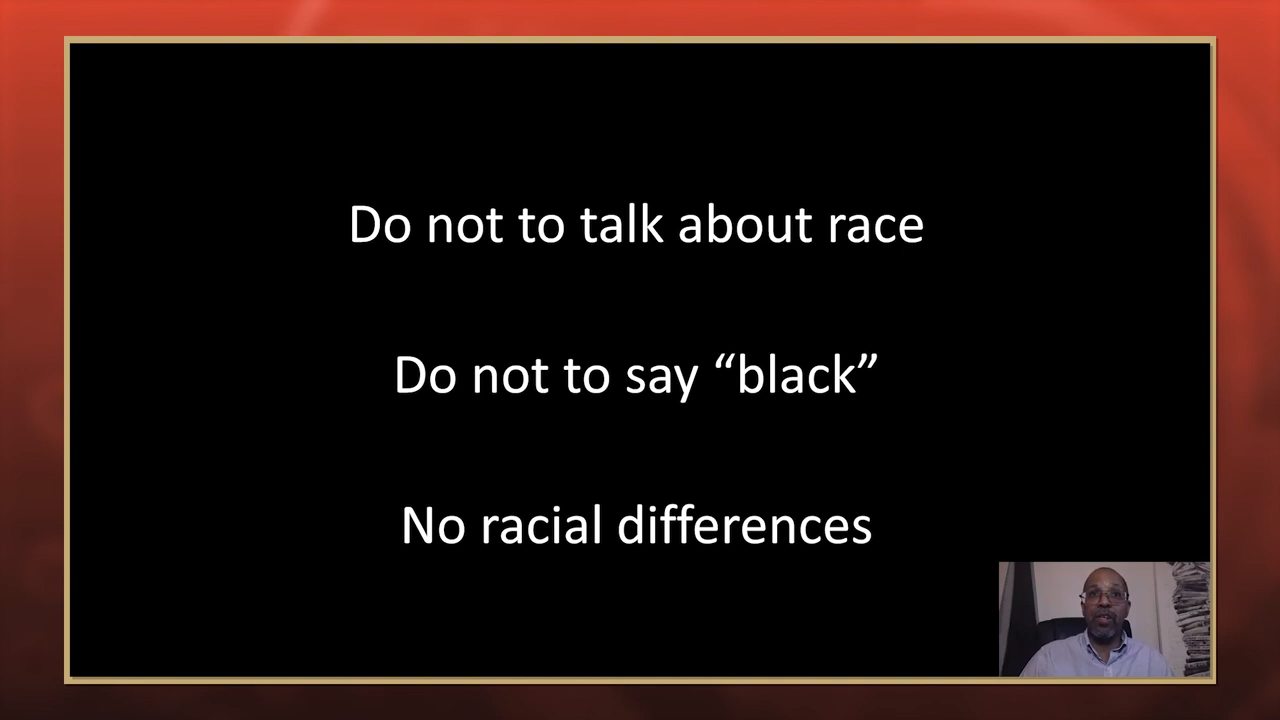 Do not to talk about race
Do not to say “black”
No racial differences